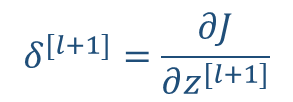 δ^[l+1] = ∂J / ∂z^[l+1]